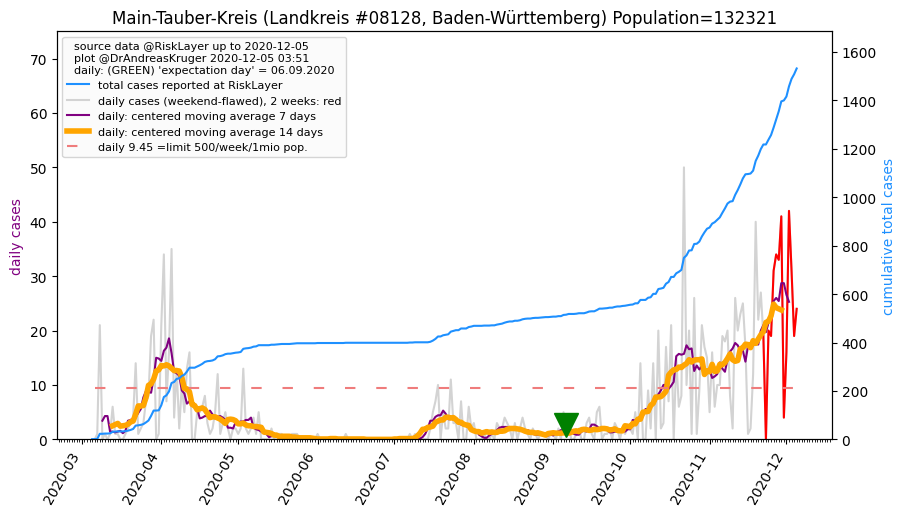 Main-Tauber-Kreis (Landkreis #08128, Baden-Württemberg) Population=132321
source data @RiskLayer up to 2020-12-05
plot @DrAndreasKruger 2020-12-05 03:51
daily: (GREEN) 'expectation day' = 06.09.2020
total cases reported at RiskLayer
daily cases (weekend-flawed), 2 weeks: red
daily: centered moving average 7 days
daily: centered moving average 14 days
daily 9.45 =limit 500/week/1mio pop.
daily cases
70
60
50
40
30
20
10
0
cumulative total cases
1600
1400
1200
1000
800
600
400
200
0
2020-03
2020-04
2020-05
2020-06
2020-07
2020-08
2020-09
2020-10
2020-11
2020-12